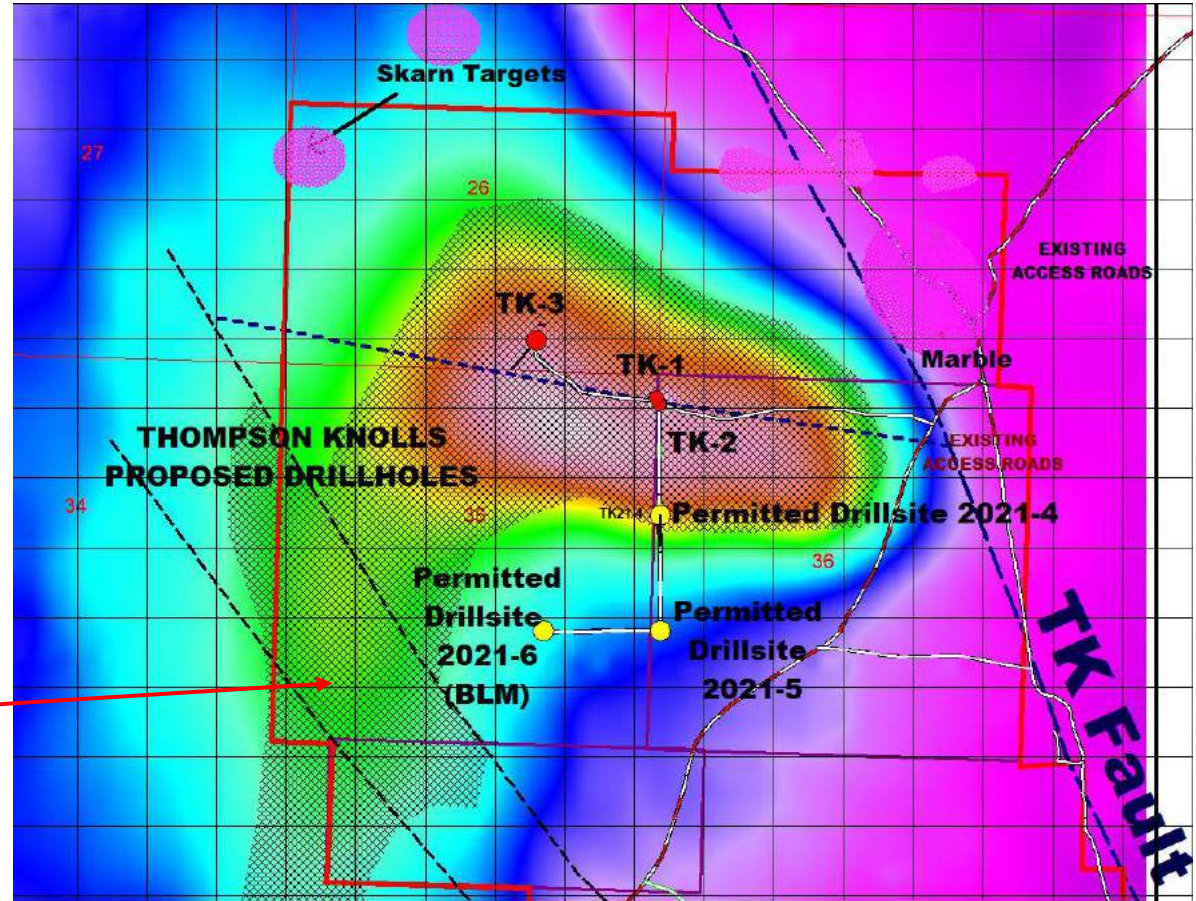 Skarn Targets
27
26
EXISTING
ACCESS ROADS
TK-3
TK-1
Marble
THOMPSON KNOLLS
PROPOSED DRILLHOLES
TK-2
EXISTING
ACCESS ROADS
34
35
TK21-4
Permitted Drillsite 2021-4
36
Permitted
Drillsite
2021-6
(BLM)
Permitted
Drillsite
2021-5
TK Fault